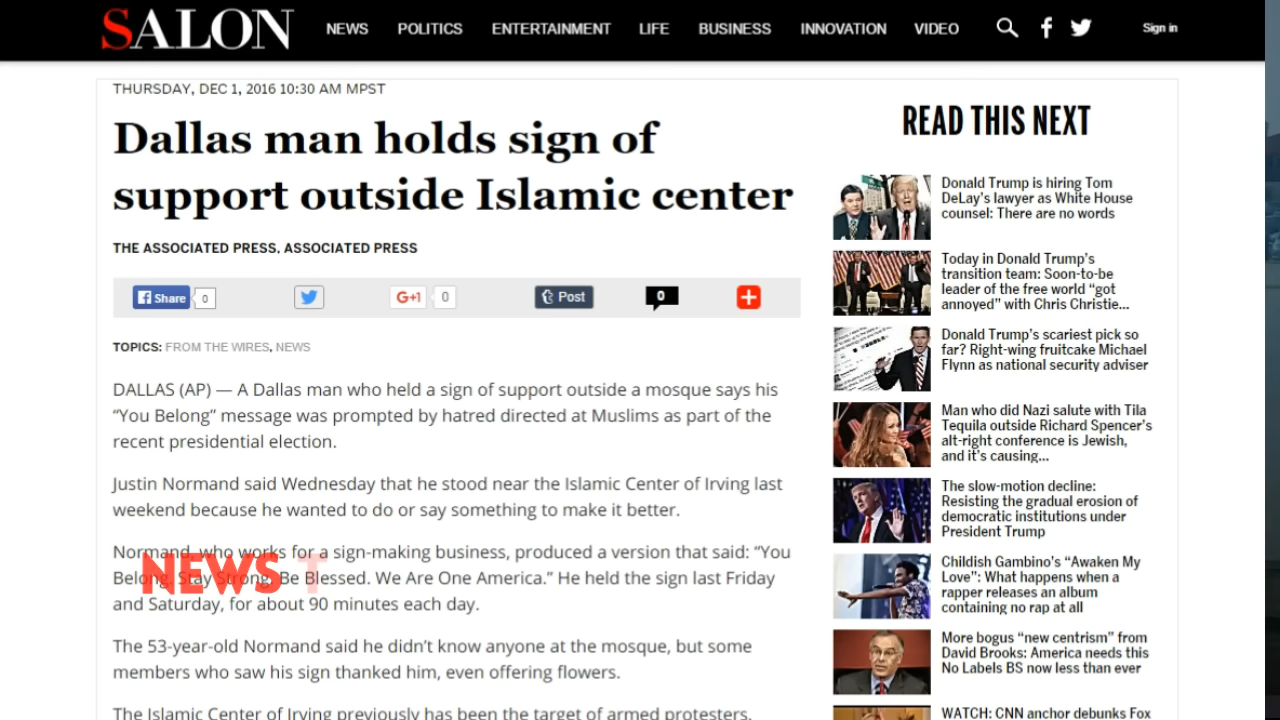 SALON
NEWS
POLITICS
ENTERTAINMENT
LIFE
BUSINESS
INNOVATION
VIDEO
Sign in
THURSDAY, DEC 1, 2016 10:30 AM MPST
Dallas man holds sign of
support outside Islamic center
THE ASSOCIATED PRESS, ASSOCIATED PRESS
Share
0
G+1
0
Post
0
TOPICS: FROM THE WIRES, NEWS
DALLAS (AP) — A Dallas man who held a sign of support outside a mosque says his
“You Belong” message was prompted by hatred directed at Muslims as part of the
recent presidential election.
Justin Normand said Wednesday that he stood near the Islamic Center of Irving last
weekend because he wanted to do or say something to make it better.
Normand, who works for a sign-making business, produced a version that said: “You
Belong. Stay Strong. Be Blessed. We Are One America.” He held the sign last Friday
and Saturday, for about 90 minutes each day.
NEWS T
The 53-year-old Normand said he didn’t know anyone at the mosque, but some
members who saw his sign thanked him, even offering flowers.
The Islamic Center of Irving previously has been the target of armed protesters.
READ THIS NEXT
Donald Trump is hiring Tom
DeLay’s lawyer as White House
counsel: There are no words
Today in Donald Trump’s
transition team: Soon-to-be
leader of the free world “got
annoyed” with Chris Christie...
Donald Trump’s scariest pick so
far? Right-wing fruitcake Michael
Flynn as national security adviser
Man who did Nazi salute with Tila
Tequila outside Richard Spencer’s
alt-right conference is Jewish,
and it’s causing...
The slow-motion decline:
Resisting the gradual erosion of
democratic institutions under
President Trump
Childish Gambino’s “Awaken My
Love”: What happens when a
rapper releases an album
containing no rap at all
More bogus “new centrism” from
David Brooks: America needs this
No Labels BS now less than ever
WATCH: CNN anchor debunks Fox